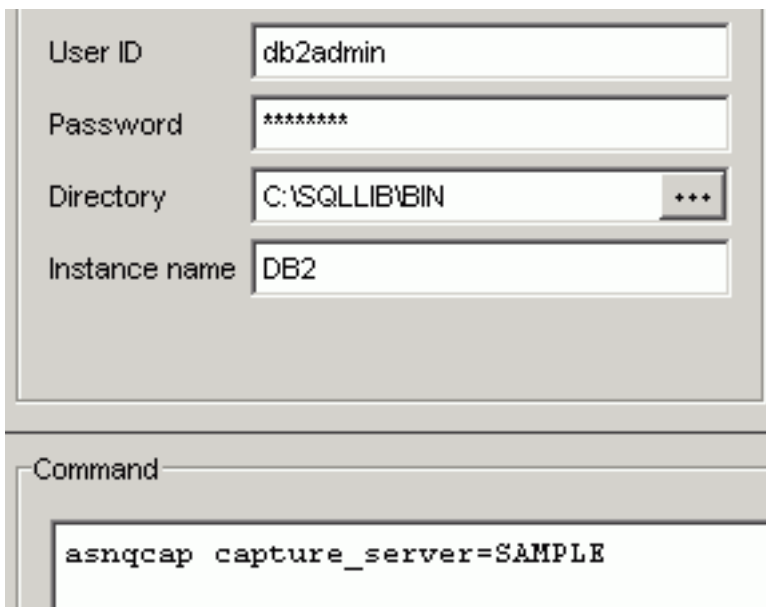 User ID db2admin
Password ********
Directory C:\SQLLIB\BIN ...
Instance name DB2
Command
asnqcap capture_server=SAMPLE